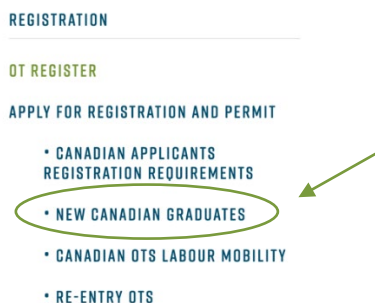 REGISTRATION
OT REGISTER
APPLY FOR REGISTRATION AND PERMIT
• CANADIAN APPLICANTS
REGISTRATION REQUIREMENTS
• NEW CANADIAN GRADUATES
• CANADIAN OTS LABOUR MOBILITY
• RE-ENTRY OTS